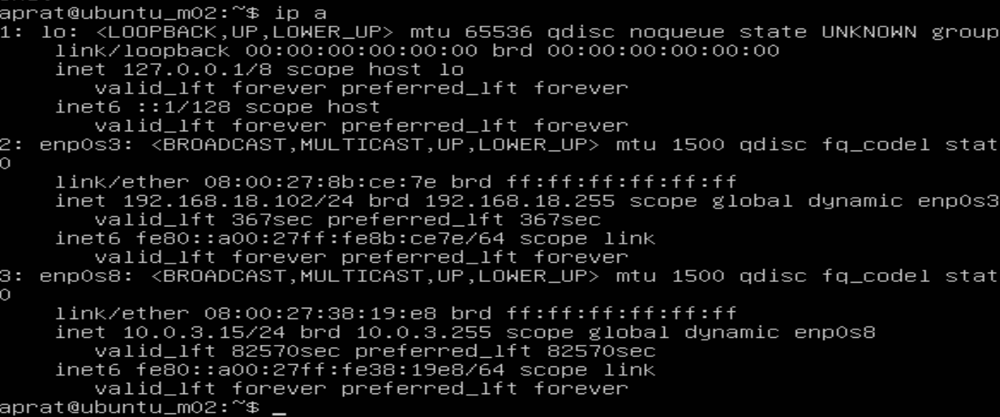 aprat@ubuntu_m02:~$ ip a
1: lo: <LOOPBACK,UP,LOWER_UP> mtu 65536 qdisc noqueue state UNKNOWN group
link/loopback 00:00:00:00:00:00 brd 00:00:00:00:00:00
inet 127.0.0.1/8 scope host lo
valid_lft forever preferred_lft forever
inet6 ::1/128 scope host
valid_lft forever preferred_lft forever
2: enp0s3: <BROADCAST,MULTICAST,UP,LOWER_UP> mtu 1500 qdisc fq_codel stat
0
link/ether 08:00:27:8b:ce:7e brd ff:ff:ff:ff:ff:ff
inet 192.168.18.102/24 brd 192.168.18.255 scope global dynamic enp0s3
valid_lft 367sec preferred_lft 367sec
inet6 fe80::a00:27ff:fe8b:ce7e/64 scope link
valid_lft forever preferred_lft forever
3: enp0s8: <BROADCAST,MULTICAST,UP,LOWER_UP> mtu 1500 qdisc fq_codel stat
0
link/ether 08:00:27:38:19:e8 brd ff:ff:ff:ff:ff:ff
inet 10.0.3.15/24 brd 10.0.3.255 scope global dynamic enp0s8
valid_lft 82570sec preferred_lft 82570sec
inet6 fe80::a00:27ff:fe38:19e8/64 scope link
valid_lft forever preferred_lft forever
aprat@ubuntu_m02:~$ _